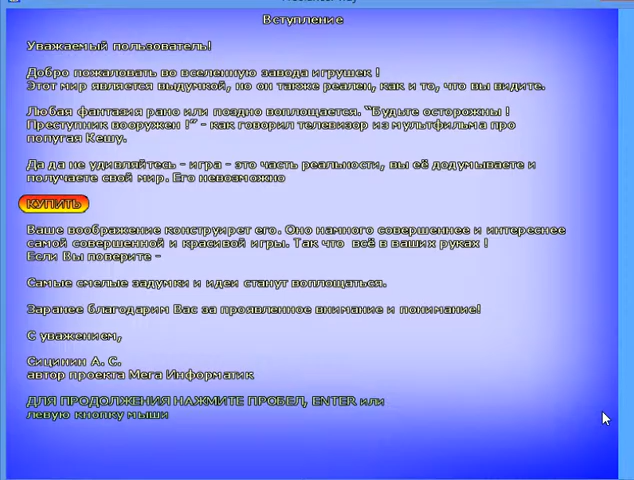 Вступление
Уважаемый пользователь!
Добро пожаловать во вселенную завода игрушек !
Этот мир является выдумкой, но он также реален, как и то, что вы видите.
Любая фантазия рано или поздно воплощается. “Будьте осторожны !
Преступник вооружен !” - как говорил телевизор из мультфильма про
попугая Кешу.
Да да не удивляйтесь - игра - это часть реальности, вы её додумываете и
получаете свой мир. Его невозможно
КУПИТЬ
Ваше воображение конструирет его. Оно намного совершеннее и интереснее
самой совершенной и красивой игры. Так что всё в ваших руках !
Если Вы поверите -
Самые смелые задумки и идеи станут воплощаться.
Заранее благодарим Вас за проявленное внимание и понимание!
С уважением,
Сицинин А. С.
автор проекта Мега Информатик
ДЛЯ ПРОДОЛЖЕНИЯ НАЖМИТЕ ПРОБЕЛ, ENTER или
левую кнопку мыши